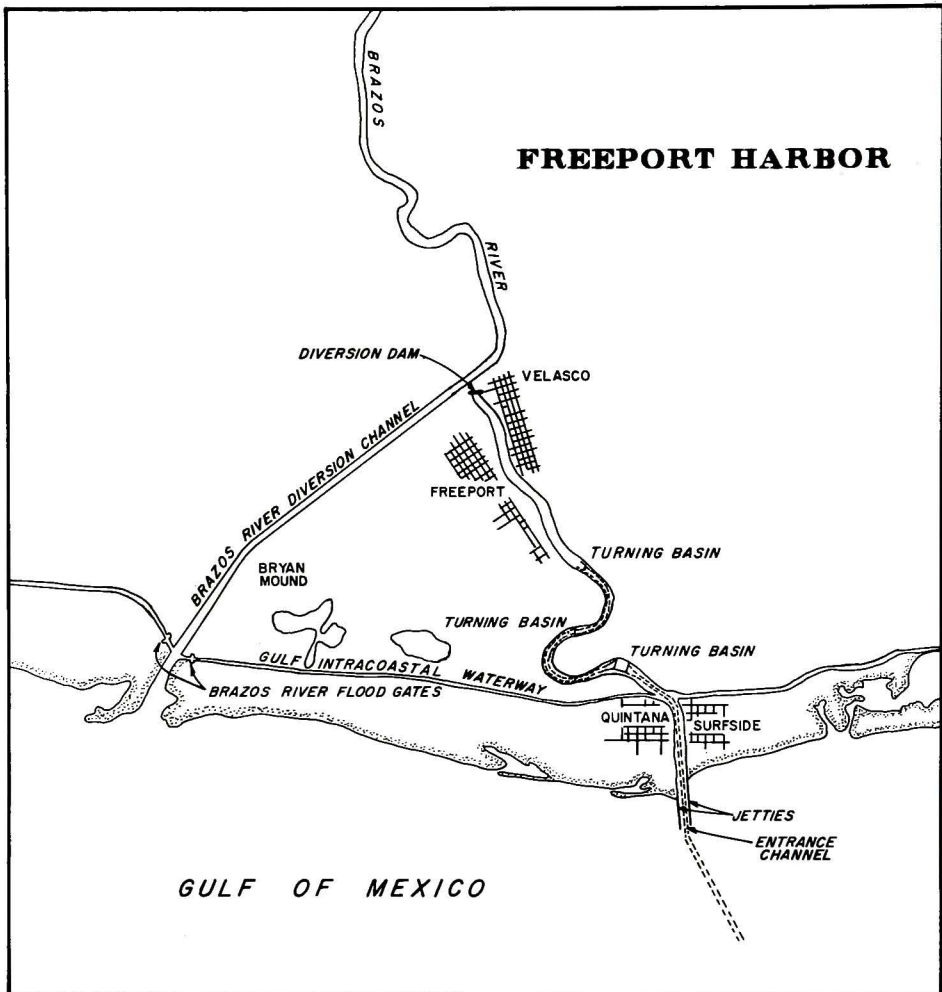 BRAZOS
FREEPORT HARBOR
RIVER
DIVERSION DAM
VELASCO
BRAZOS RIVER DIVERSION CHANNEL
FREEPORT
TURNING BASIN
BRYAN
MOUND
TURNING BASIN
TURNING BASIN
GULF INTRACOASTAL WATERWAY
BRAZOS RIVER FLOOD GATES
QUINTANA
SURFSIDE
JETTIES
ENTRANCE
CHANNEL
GULF OF MEXICO